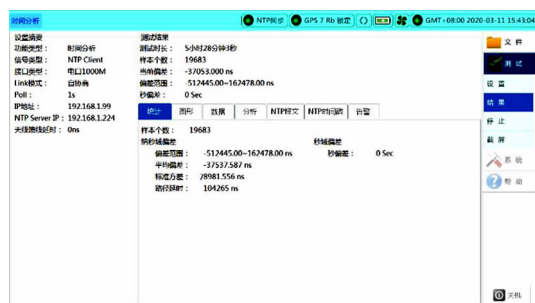 时间分析
NTP同步
GPS 7 Rb 锁定
GMT+08:00 2020-03-11 15:43:04
设置摘要
功能类型： 时间分析
信号类型： NTP Client
接口类型： 电口1000M
Link模式： 自协商
Poll： 1s
IP地址： 192.168.1.99
NTP Server IP： 192.168.1.224
天线馈线延时： 0ns
测试结果
测试时长： 5小时28分钟3秒
样本个数： 19683
当前偏差： -37053.000 ns
偏差范围： -512445.00~162478.00 ns
秒偏差： 0 Sec
统计 图形 数据 分析 NTP报文 NTP时间戳 告警
样本个数： 19683
纳秒域偏差
偏差范围： -512445.00~162478.00 ns
平均偏差： -37537.587 ns
标准方差： 78981.556 ns
路径延时： 104265 ns
秒域偏差
秒偏差： 0 Sec
文 件
测 试
设 置
结 果
停 止
截 屏
系 统
帮 助
关机